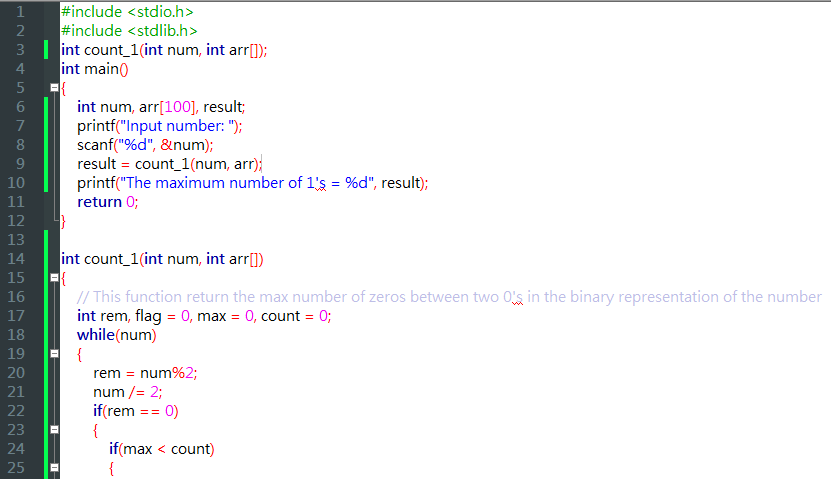 1 #include <stdio.h>
2 #include <stdlib.h>
3 int count_1(int num, int arr[]);
4 int main()
5 {
6 int num, arr[100], result;
7 printf("Input number: ");
8 scanf("%d", &num);
9 result = count_1(num, arr);
10 printf("The maximum number of 1's = %d", result);
11 return 0;
12 }
13
14 int count_1(int num, int arr[])
15 {
16 // This function return the max number of zeros between two 0's in the binary representation of the number
17 int rem, flag = 0, max = 0, count = 0;
18 while(num)
19 {
20 rem = num%2;
21 num /= 2;
22 if(rem == 0)
23 {
24 if(max < count)
25 {